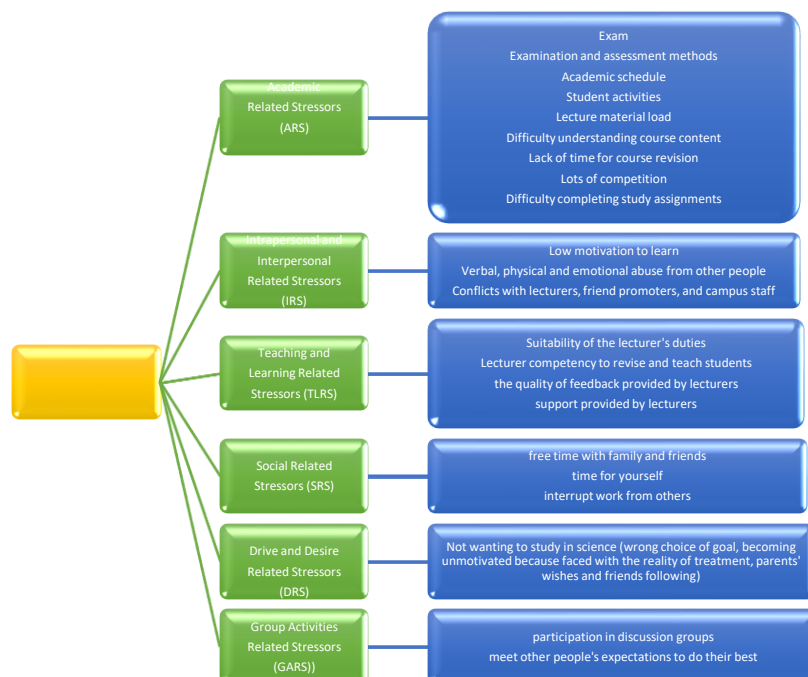 Academic
Related Stressors
(ARS)
Exam
Examination and assessment methods
Academic schedule
Student activities
Lecture material load
Difficulty understanding course content
Lack of time for course revision
Lots of competition
Difficulty completing study assignments
Intrapersonal and
Interpersonal
Related Stressors
(IRS)
Low motivation to learn
Verbal, physical and emotional abuse from other people
Conflicts with lecturers, friend promoters, and campus staff
Teaching and
Learning Related
Stressors (TLRS)
Suitability of the lecturer's duties
Lecturer competency to revise and teach students
the quality of feedback provided by lecturers
support provided by lecturers
Social Related
Stressors (SRS)
free time with family and friends
time for yourself
interrupt work from others
Drive and Desire
Related Stressors
(DRS)
Not wanting to study in science (wrong choice of goal, becoming
unmotivated because faced with the reality of treatment, parents'
wishes and friends following)
Group Activities
Related Stressors
(GARS))
participation in discussion groups
meet other people's expectations to do their best